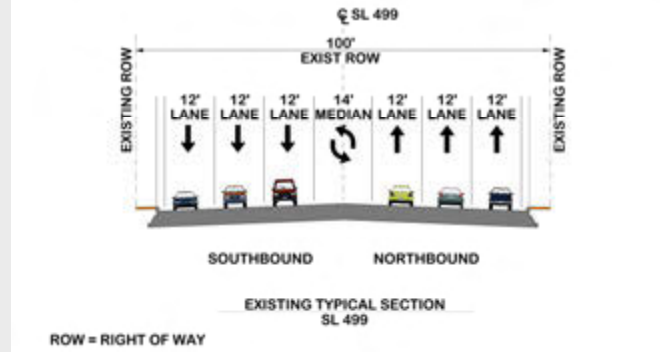 ℄ SL 499
100'
EXIST ROW
EXISTING ROW
EXISTING ROW
12' 12' 12' 14' 12' 12' 12'
LANE LANE LANE MEDIAN LANE LANE LANE
SOUTHBOUND NORTHBOUND
EXISTING TYPICAL SECTION
SL 499
ROW = RIGHT OF WAY